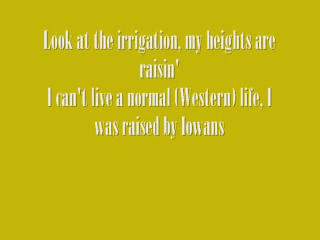 Look at the irrigation, my heights are
raisin'
I can't live a normal (Western) life, I
was raised by Iowans